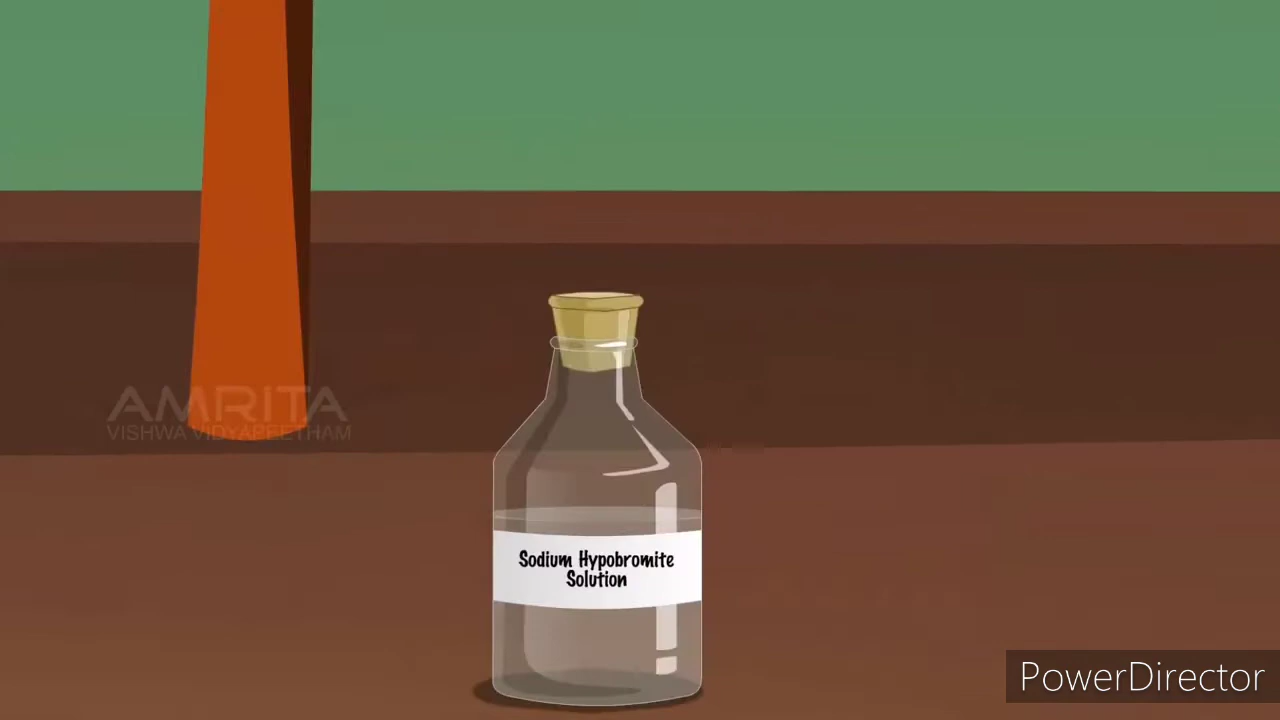 AMRITA
VISHWA VIDYAPEETHAM
Sodium Hypobromite
Solution
PowerDirector